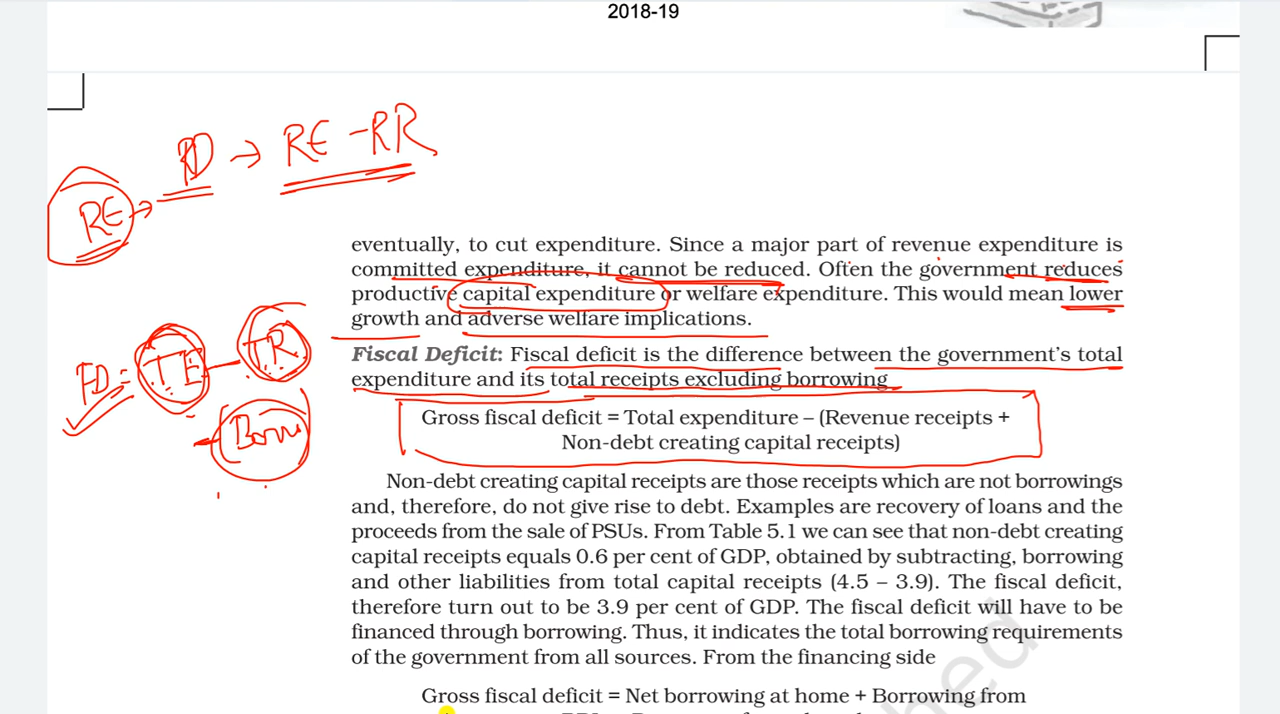 2018-19
RD → RE - RR
RE →
eventually, to cut expenditure. Since a major part of revenue expenditure is
committed expenditure, it cannot be reduced. Often the government reduces
productive capital expenditure or welfare expenditure. This would mean lower
growth and adverse welfare implications.
Fiscal Deficit: Fiscal deficit is the difference between the government's total
expenditure and its total receipts excluding borrowing
FD = TE - TR
(Borro)
Gross fiscal deficit = Total expenditure – (Revenue receipts +
Non-debt creating capital receipts)
Non-debt creating capital receipts are those receipts which are not borrowings
and, therefore, do not give rise to debt. Examples are recovery of loans and the
proceeds from the sale of PSUs. From Table 5.1 we can see that non-debt creating
capital receipts equals 0.6 per cent of GDP, obtained by subtracting, borrowing
and other liabilities from total capital receipts (4.5 – 3.9). The fiscal deficit,
therefore turn out to be 3.9 per cent of GDP. The fiscal deficit will have to be
financed through borrowing. Thus, it indicates the total borrowing requirements
of the government from all sources. From the financing side
Gross fiscal deficit = Net borrowing at home + Borrowing from